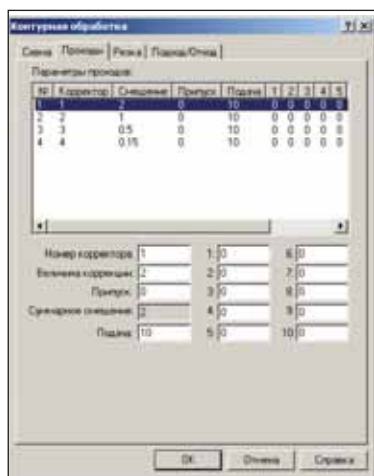 Контурная обработка
Схема Проходы Резка Подход/Отход
Параметры проходов:
№ Корректор Смещение Припуск Подача 1 2 3 4 5
1 1 2 0 10 0 0 0 0 0
2 2 1 0 10 0 0 0 0 0
3 3 0.5 0 10 0 0 0 0 0
4 4 0.15 0 10 0 0 0 0 0
Номер корректора: 1 1: 0 6: 0
Величина коррекции: 2 2: 0 7: 0
Припуск: 0 3: 0 8: 0
Суммарное смещение: 2 4: 0 9: 0
Подача: 10 5: 0 10: 0
OK Отмена Справка